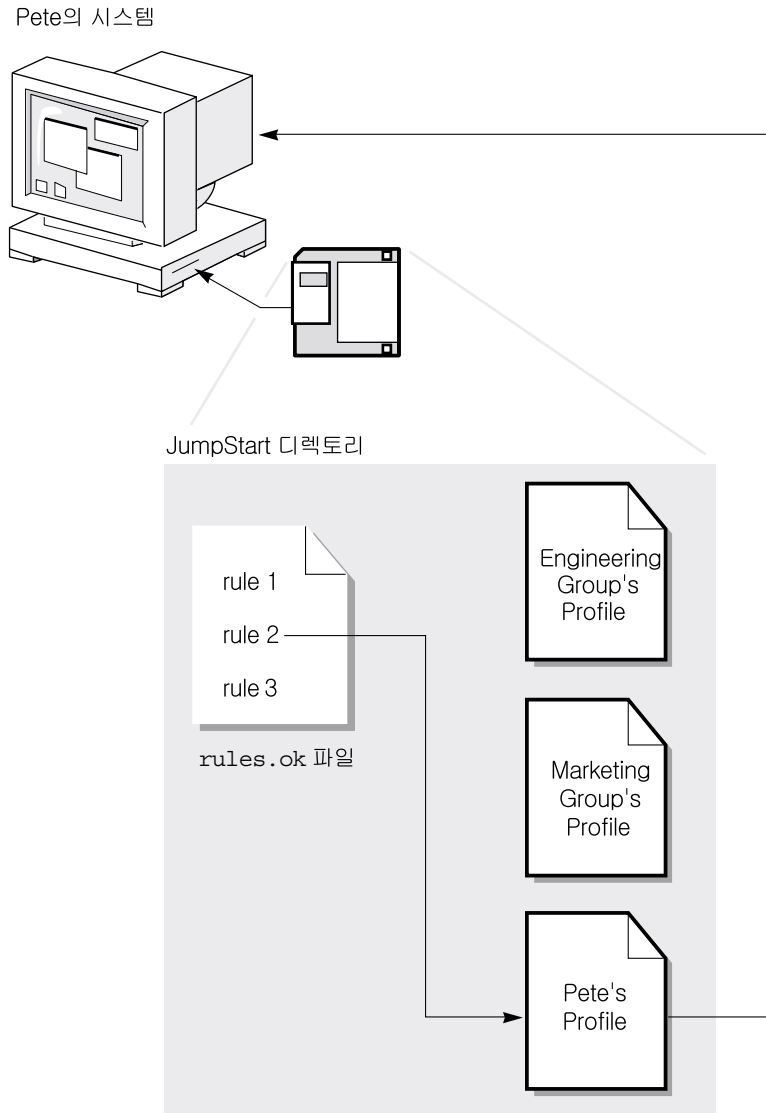 Pete의 시스템
JumpStart 디렉토리
rule 1
rule 2
rule 3
rules.ok 파일
Engineering
Group's
Profile
Marketing
Group's
Profile
Pete's
Profile